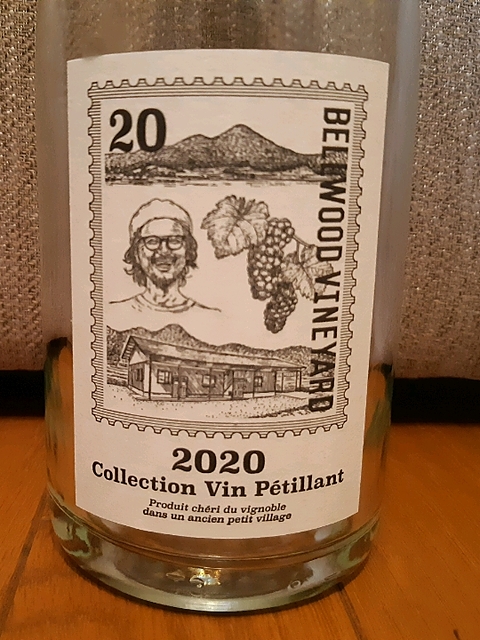 20
BELLWOOD VINEYARD
2020
Collection Vin Pétillant
Produit chéri du vignoble
dans un ancien petit village